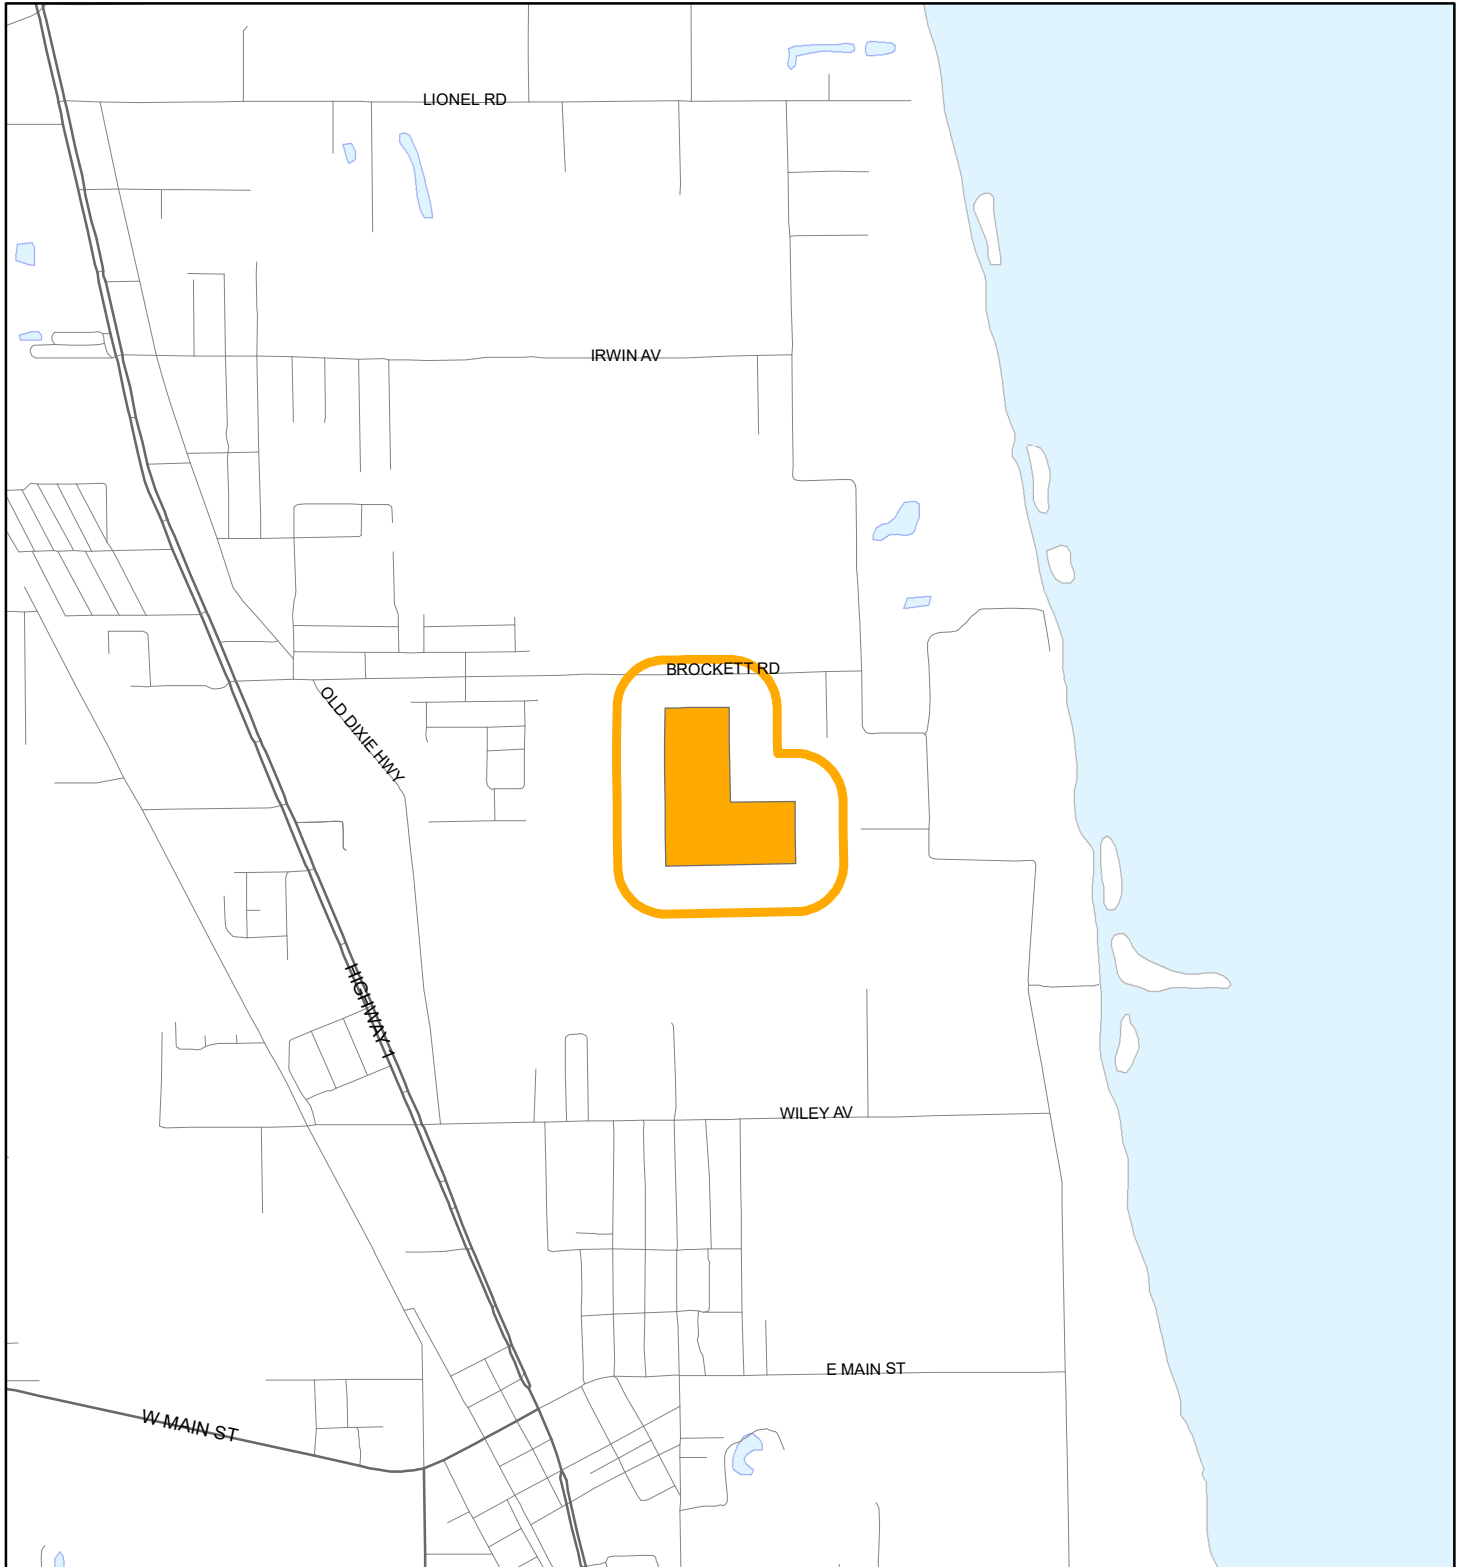 LIONEL RD
IRWIN AV
BROCKETT RD
OLD DIXIE HWY
HIGHWAY 1
WILEY AV
E MAIN ST
W MAIN ST